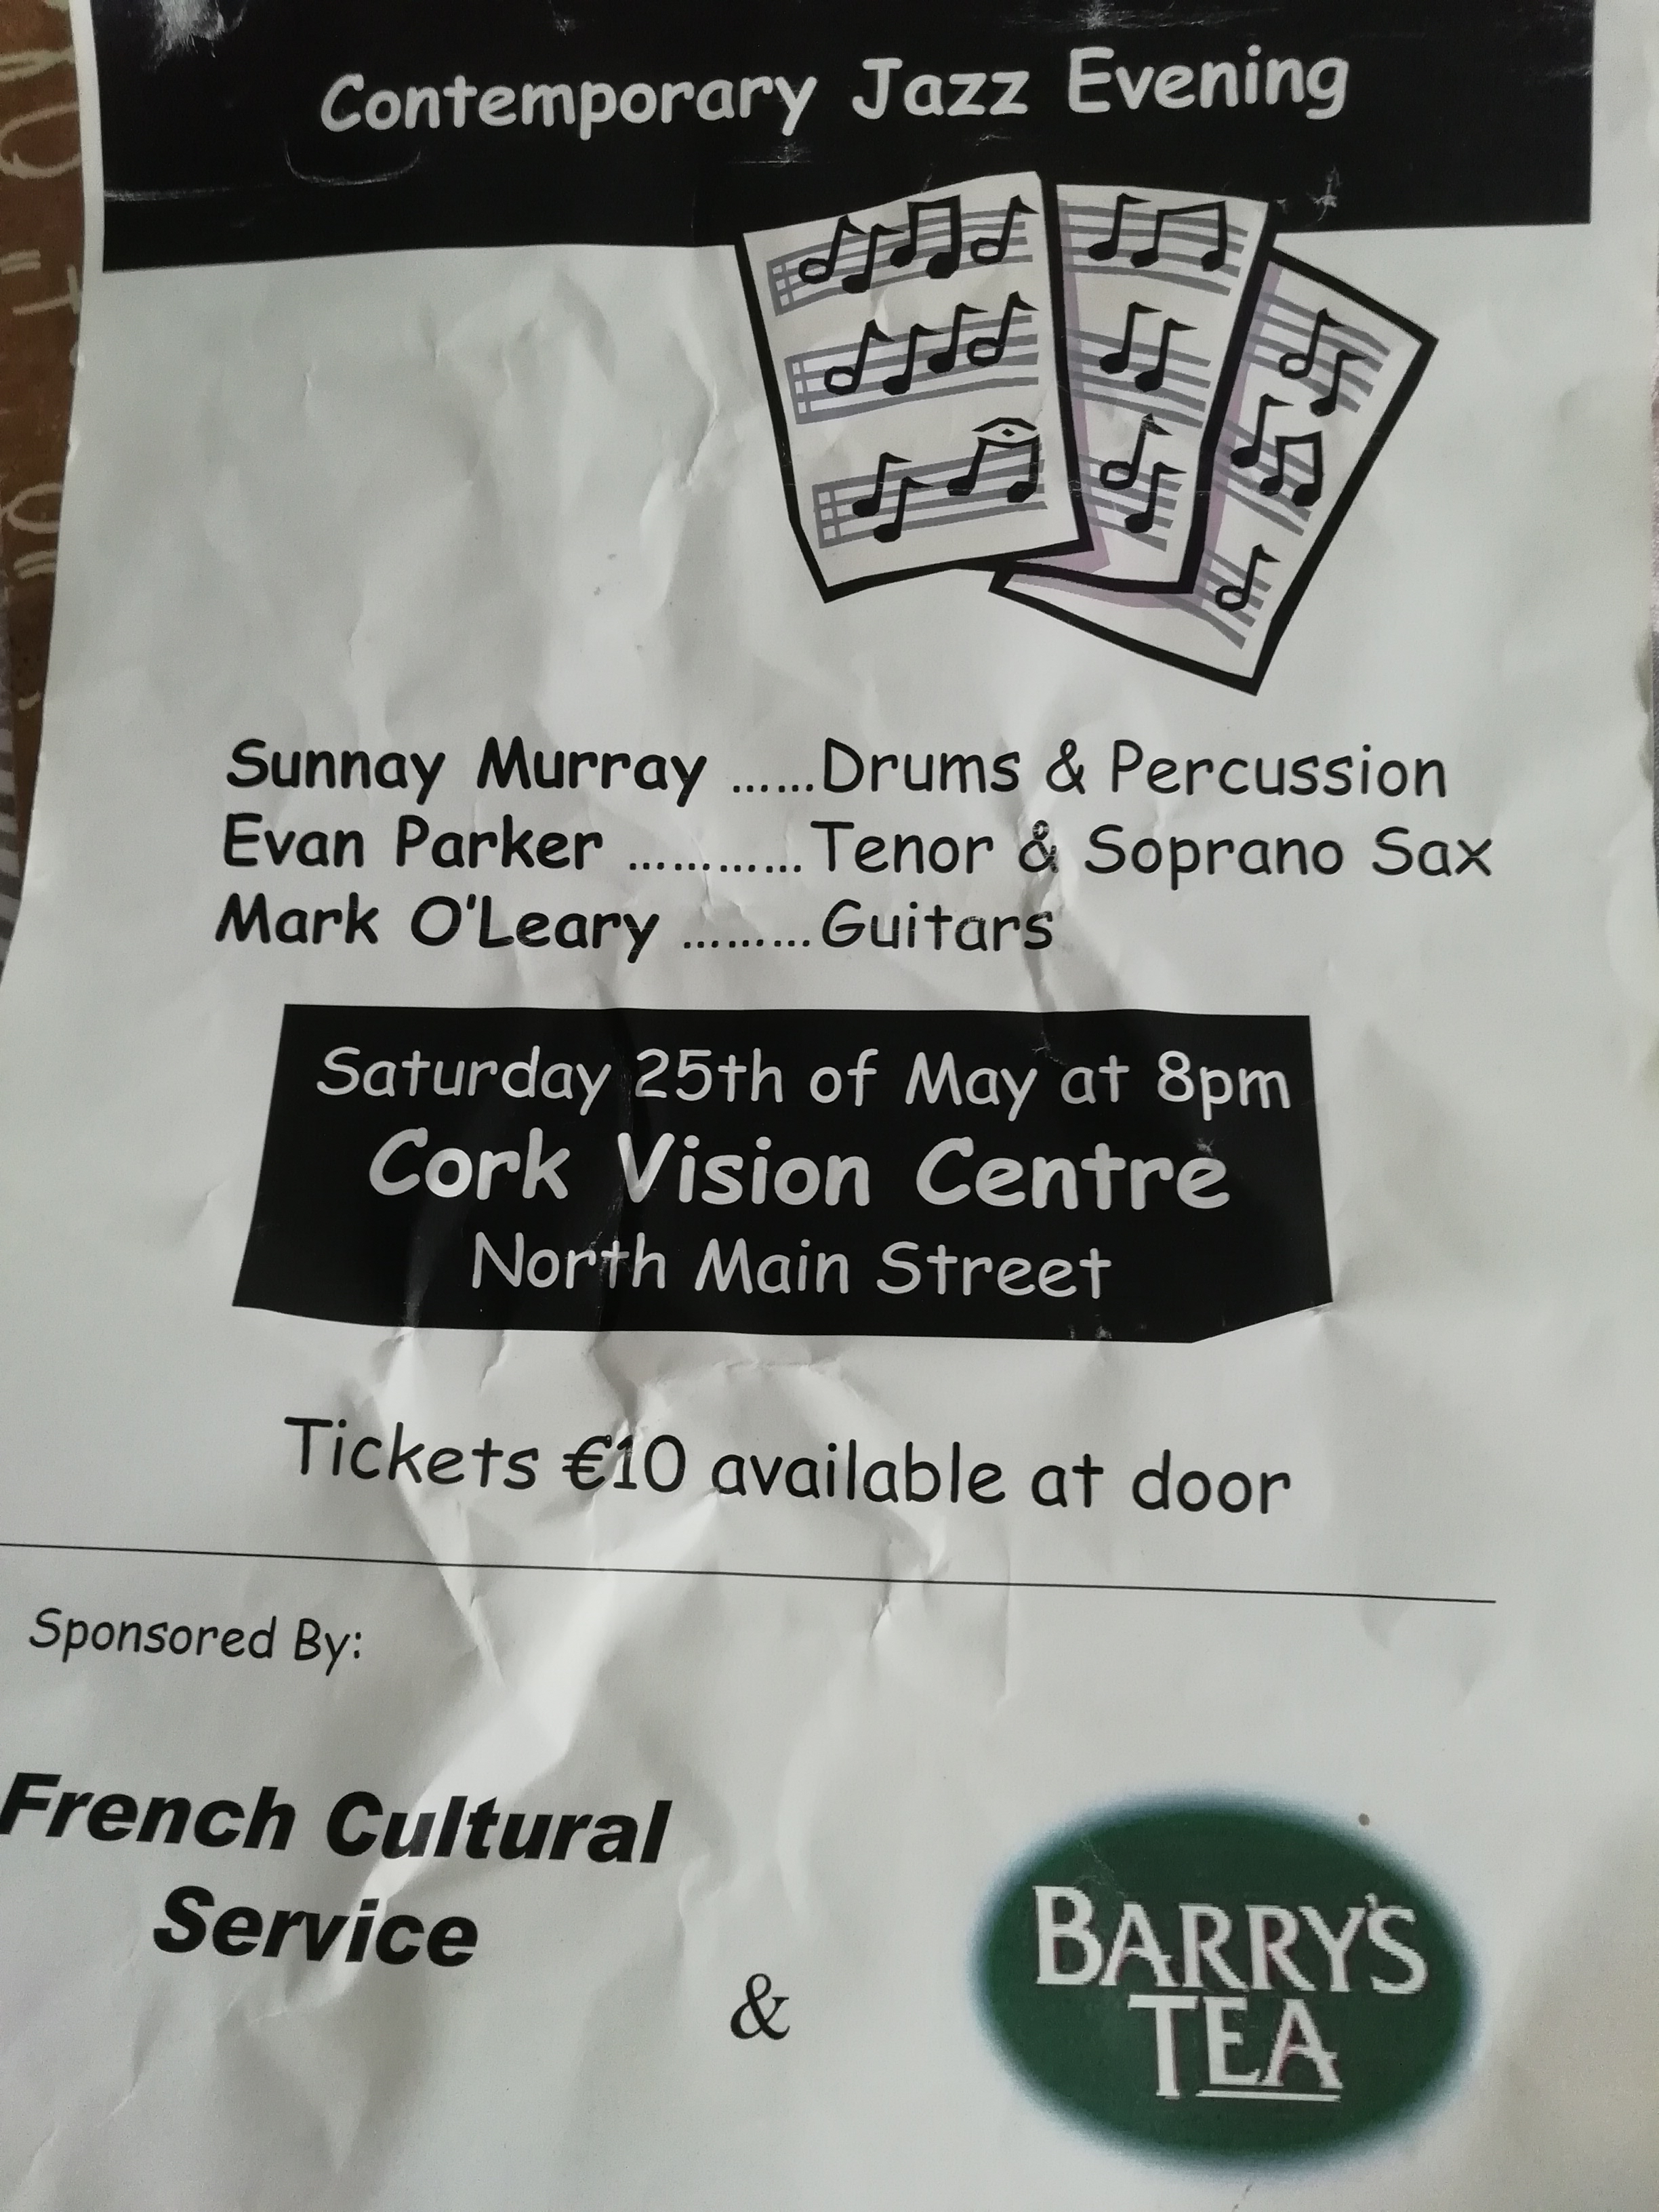 Contemporary Jazz Evening
Sunnay Murray ......Drums & Percussion
Evan Parker ............Tenor & Soprano Sax
Mark O'Leary .........Guitars
Saturday 25th of May at 8pm
Cork Vision Centre
North Main Street
Tickets €10 available at door
Sponsored By:
French Cultural
Service
&
BARRY'S
TEA